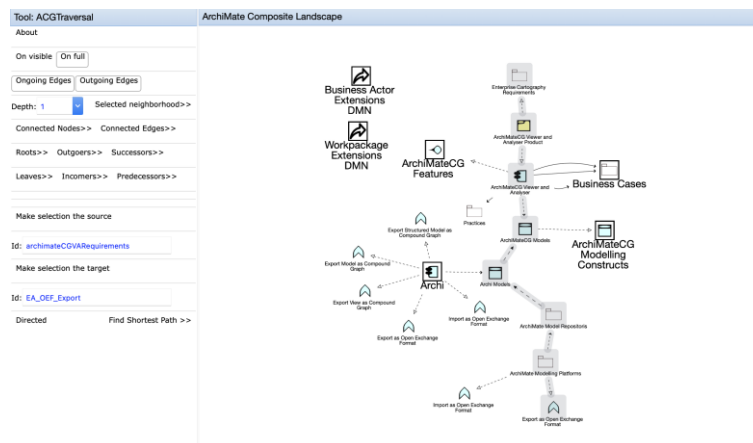 Tool: ACGTraversal
About
On visible On full
Ongoing Edges Outgoing Edges
Depth: 1 Selected neighborhood>>
Connected Nodes>> Connected Edges>>
Roots>> Outgoers>> Successors>>
Leaves>> Incomers>> Predecessors>>
Make selection the source
Id: archimateCGVARequirements
Make selection the target
Id: EA_OEF_Export
Directed Find Shortest Path >>
ArchiMate Composite Landscape
Enterprise Cartography
Requirements
Business Actor
Extensions
DMN
ArchiMateCG Viewer and
Analyser Product
Workpackage
Extensions
DMN
ArchiMateCG
Features
ArchiMateCG Viewer and
Analyser
Business Cases
Practices
Export Structured Model as
Compound Graph
ArchiMateCG Models
ArchiMateCG
Modelling
Constructs
Export Model as Compound
Graph
Archi
Archi Models
Export View as Compound
Graph
Import as Open Exchange
Format
ArchiMate Model Repositoris
Export as Open Exchange
Format
ArchiMate Modelling Platforms
Import as Open Exchange
Format
Export as Open Exchange
Format